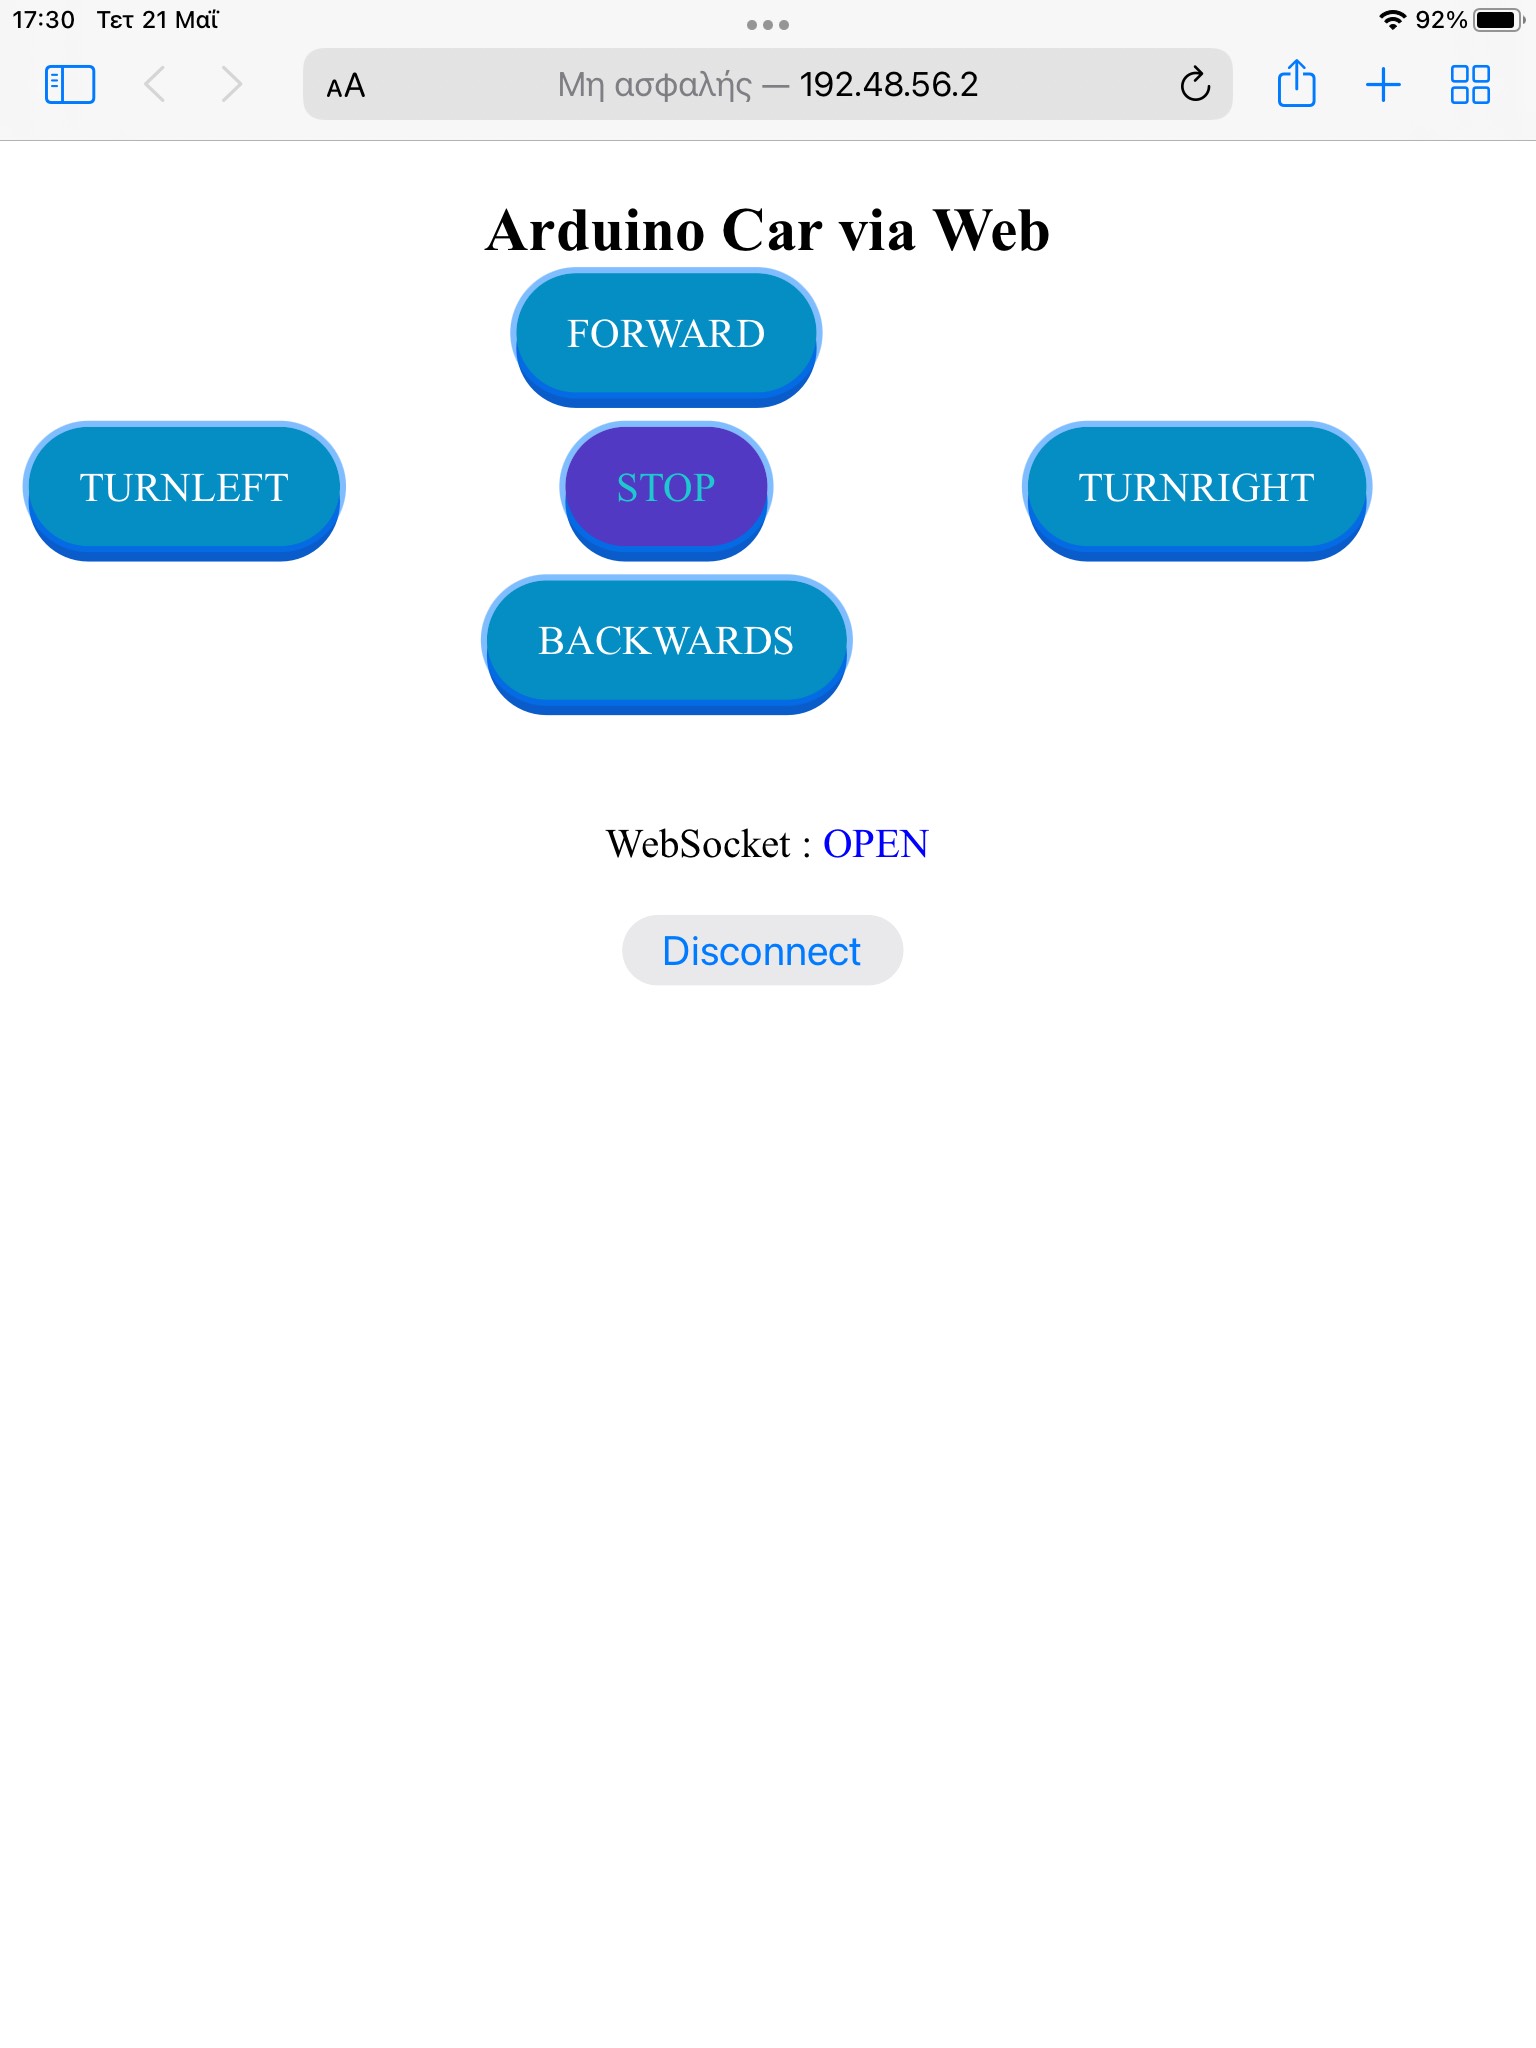 17:30 Τετ 21 Μαΐ 92%
AA Μη ασφαλής — 192.48.56.2
Arduino Car via Web
FORWARD
TURNLEFT STOP TURNRIGHT
BACKWARDS
WebSocket : OPEN
Disconnect